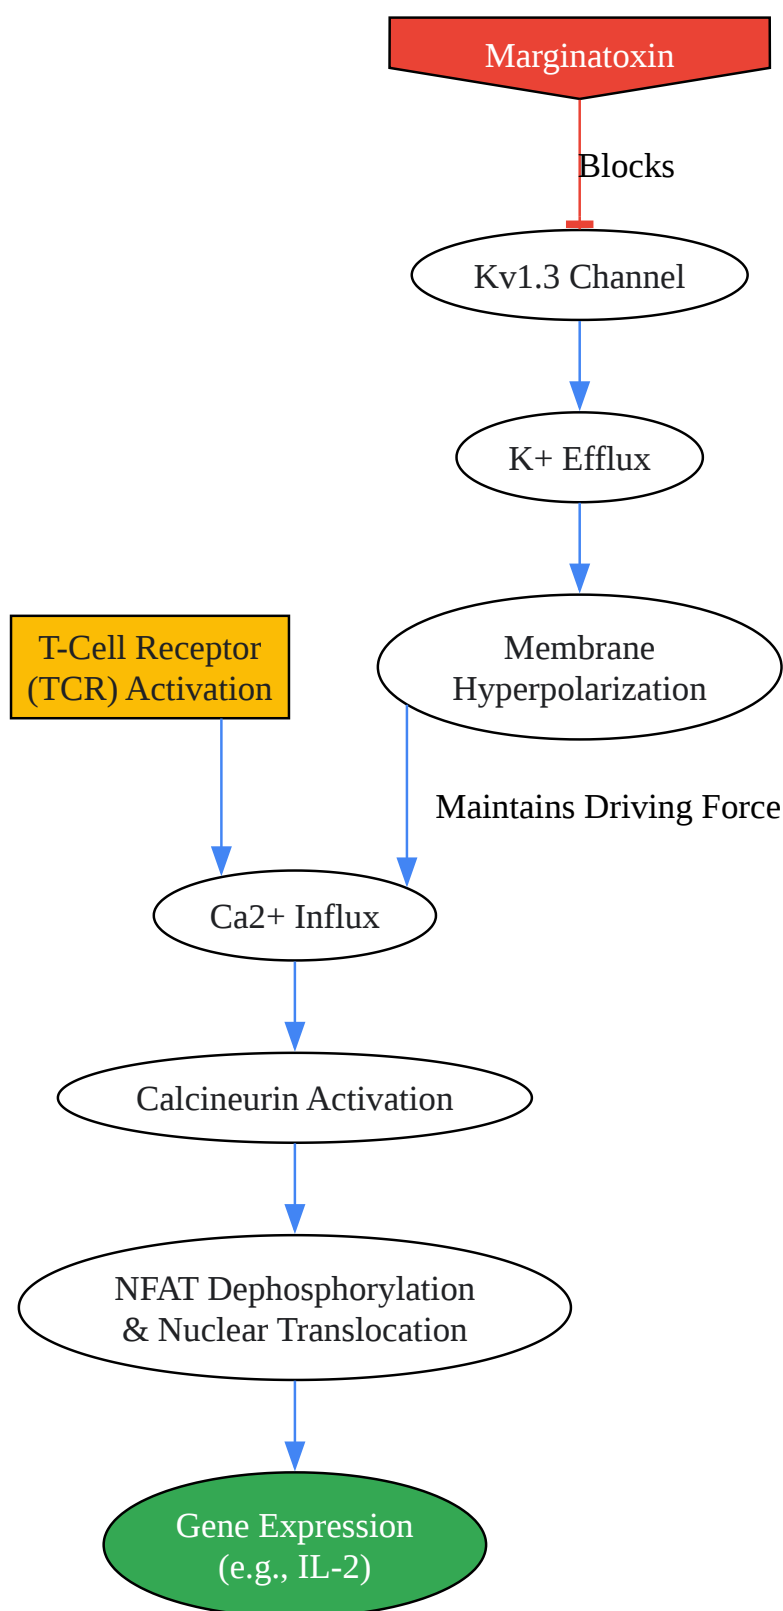 Marginatoxin
Blocks
Kv1.3 Channel
K+ Efflux
T-Cell Receptor
(TCR) Activation
Membrane
Hyperpolarization
Maintains Driving Force
Ca2+ Influx
Calcineurin Activation
NFAT Dephosphorylation
& Nuclear Translocation
Gene Expression
(e.g., IL-2)